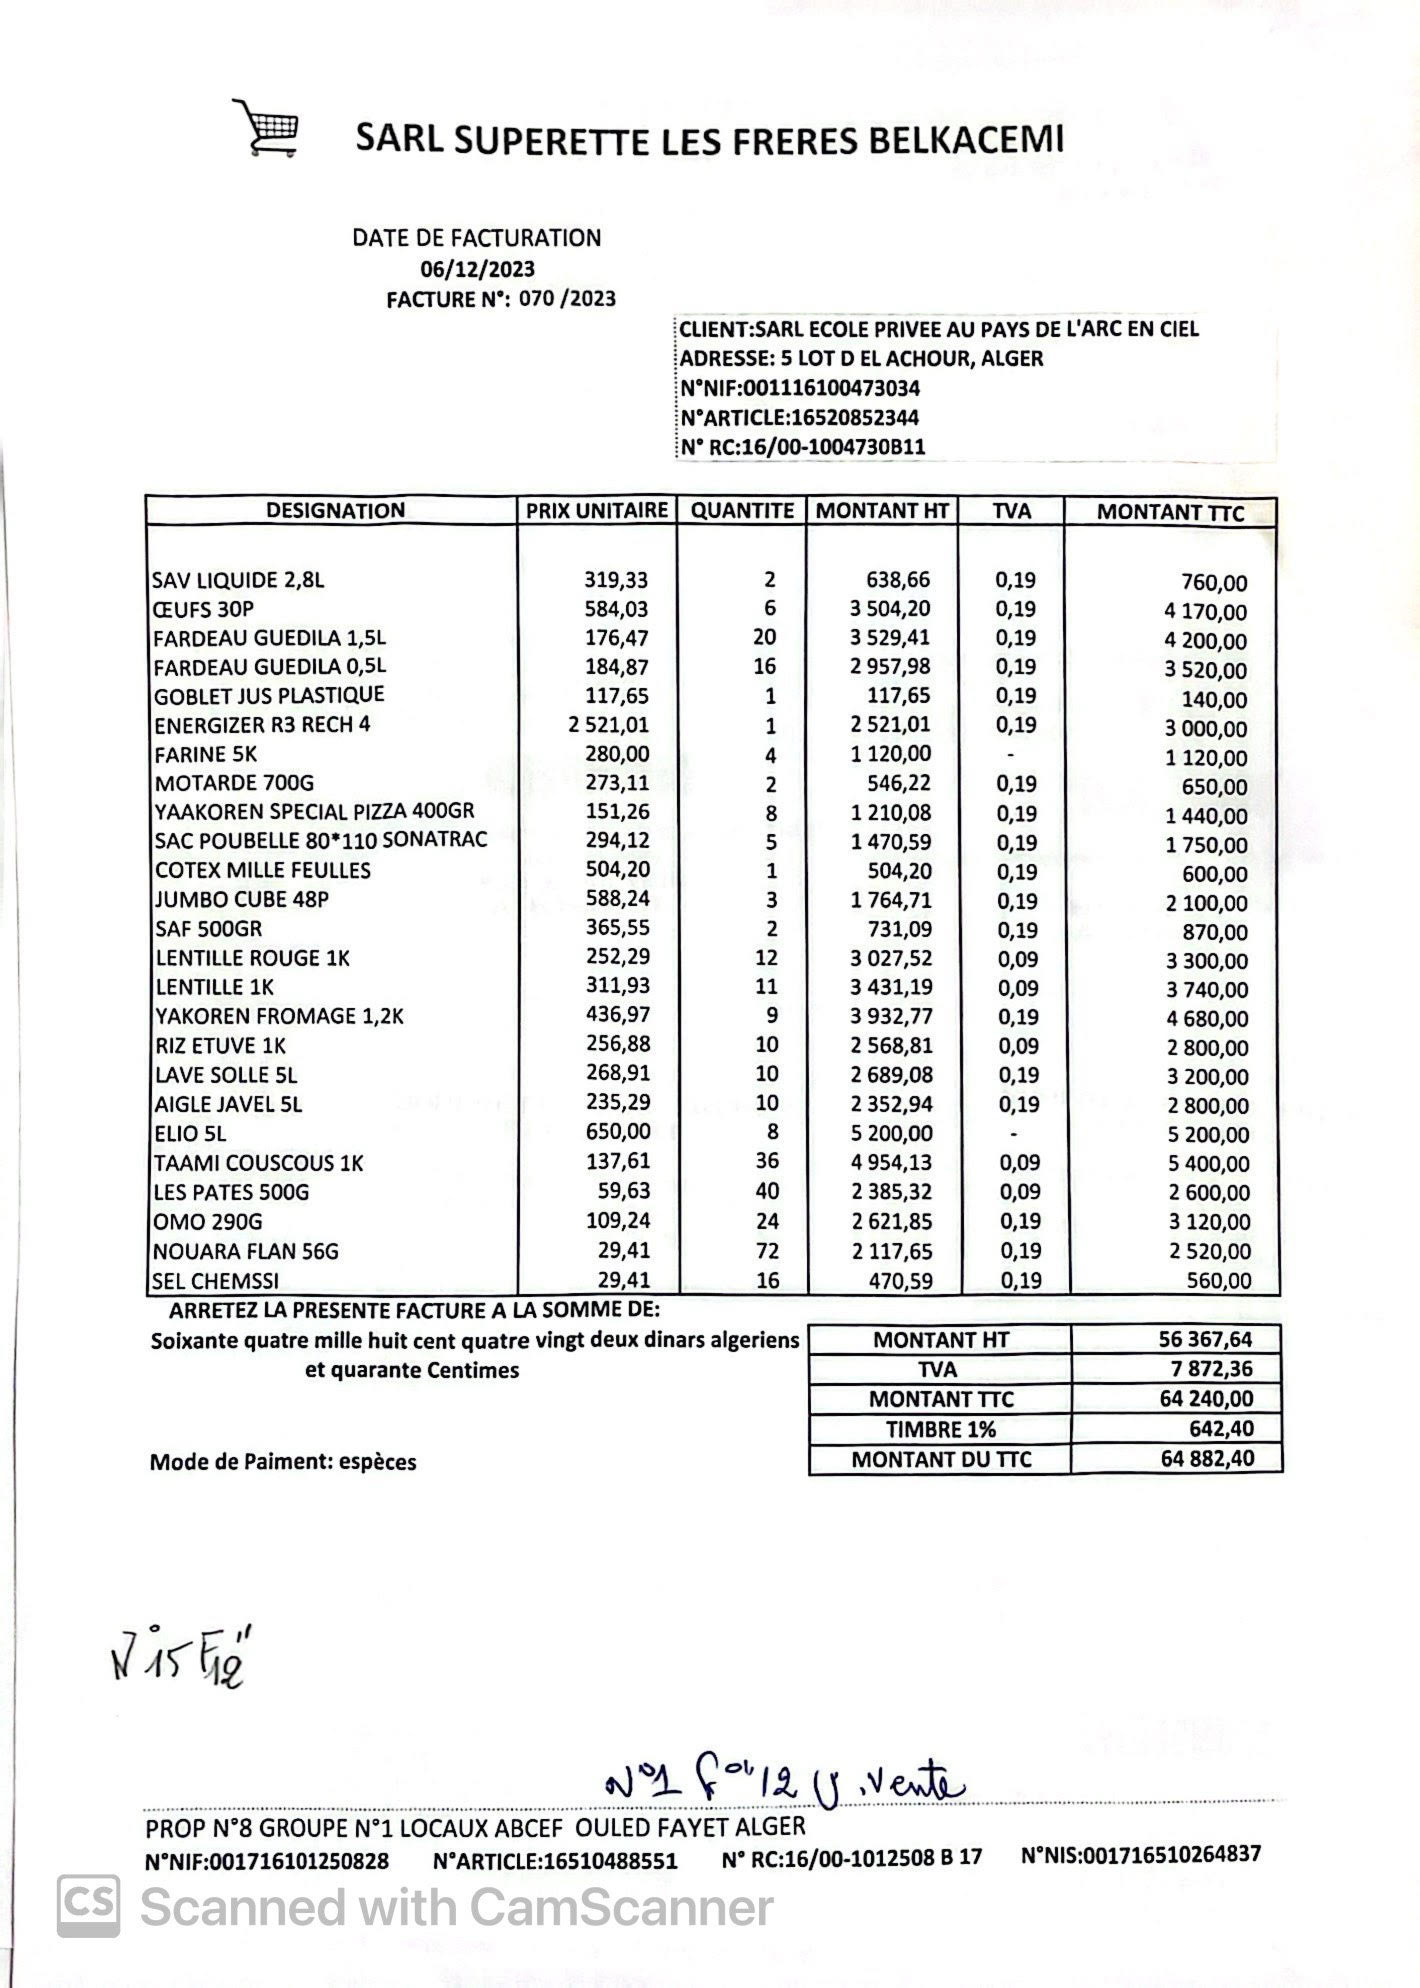 SARL SUPERETTE LES FRERES BELKACEMI
DATE DE FACTURATION
06/12/2023
FACTURE N°: 070 /2023
CLIENT:SARL ECOLE PRIVEE AU PAYS DE L'ARC EN CIEL
ADRESSE: 5 LOT D EL ACHOUR, ALGER
N°NIF:001116100473034
N°ARTICLE:16520852344
N° RC:16/00-1004730B11
DESIGNATION PRIX UNITAIRE QUANTITE MONTANT HT TVA MONTANT TTC
SAV LIQUIDE 2,8L 319,33 2 638,66 0,19 760,00
ŒUFS 30P 584,03 6 3 504,20 0,19 4 170,00
FARDEAU GUEDILA 1,5L 176,47 20 3 529,41 0,19 4 200,00
FARDEAU GUEDILA 0,5L 184,87 16 2 957,98 0,19 3 520,00
GOBLET JUS PLASTIQUE 117,65 1 117,65 0,19 140,00
ENERGIZER R3 RECH 4 2 521,01 1 2 521,01 0,19 3 000,00
FARINE 5K 280,00 4 1 120,00 - 1 120,00
MOTARDE 700G 273,11 2 546,22 0,19 650,00
YAAKOREN SPECIAL PIZZA 400GR 151,26 8 1 210,08 0,19 1 440,00
SAC POUBELLE 80*110 SONATRAC 294,12 5 1 470,59 0,19 1 750,00
COTEX MILLE FEULLES 504,20 1 504,20 0,19 600,00
JUMBO CUBE 48P 588,24 3 1 764,71 0,19 2 100,00
SAF 500GR 365,55 2 731,09 0,19 870,00
LENTILLE ROUGE 1K 252,29 12 3 027,52 0,09 3 300,00
LENTILLE 1K 311,93 11 3 431,19 0,09 3 740,00
YAKOREN FROMAGE 1,2K 436,97 9 3 932,77 0,19 4 680,00
RIZ ETUVE 1K 256,88 10 2 568,81 0,09 2 800,00
LAVE SOLLE 5L 268,91 10 2 689,08 0,19 3 200,00
AIGLE JAVEL 5L 235,29 10 2 352,94 0,19 2 800,00
ELIO 5L 650,00 8 5 200,00 - 5 200,00
TAAMI COUSCOUS 1K 137,61 36 4 954,13 0,09 5 400,00
LES PATES 500G 59,63 40 2 385,32 0,09 2 600,00
OMO 290G 109,24 24 2 621,85 0,19 3 120,00
NOUARA FLAN 56G 29,41 72 2 117,65 0,19 2 520,00
SEL CHEMSSI 29,41 16 470,59 0,19 560,00
ARRETEZ LA PRESENTE FACTURE A LA SOMME DE:
Soixante quatre mille huit cent quatre vingt deux dinars algeriens
et quarante Centimes
MONTANT HT 56 367,64
TVA 7 872,36
MONTANT TTC 64 240,00
TIMBRE 1% 642,40
MONTANT DU TTC 64 882,40
Mode de Paiment: espèces
N°15 F12"
N°1 12 vente
PROP N°8 GROUPE N°1 LOCAUX ABCEF OULED FAYET ALGER
N°NIF:001716101250828 N°ARTICLE:16510488551 N° RC:16/00-1012508 B 17 N°NIS:001716510264837
CS Scanned with CamScanner